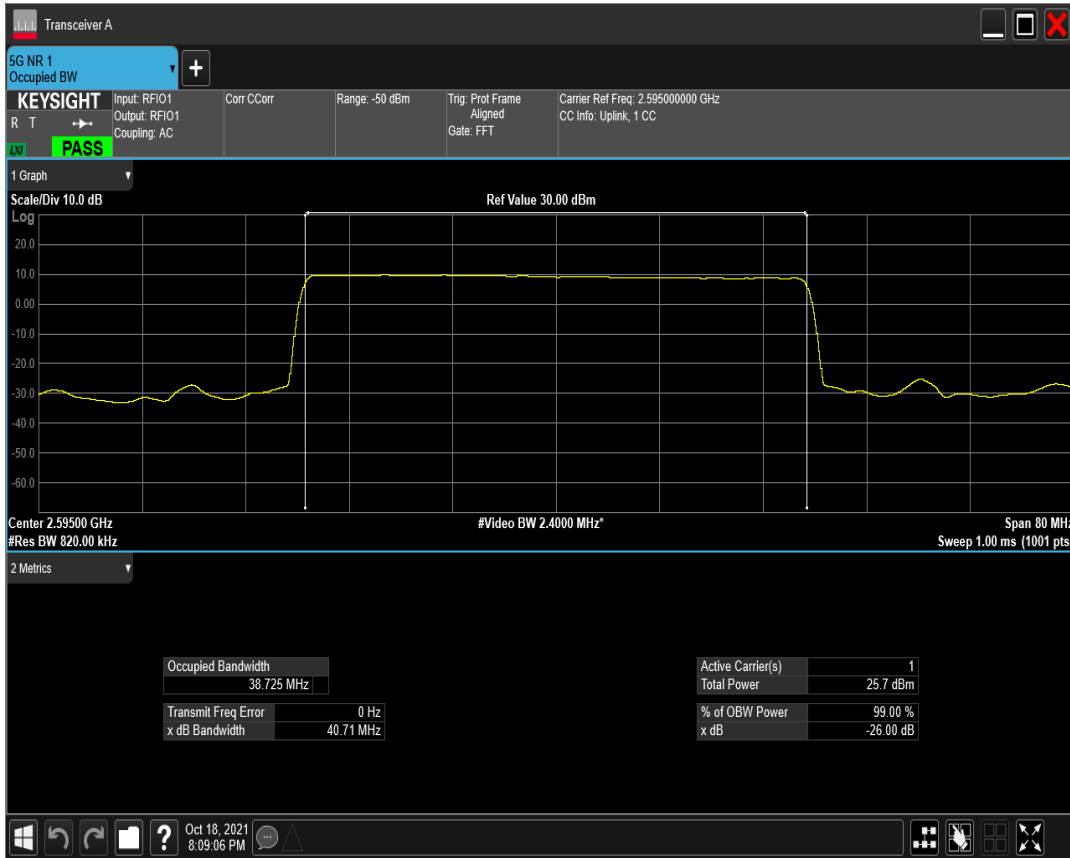 Transceiver A
5G NR 1
Occupied BW
KEYSIGHT
R T
LXI
PASS
Input: RFIO1
Output: RFIO1
Coupling: AC
Corr CCorr
Range: -50 dBm
Trig: Prot Frame
Aligned
Gate: FFT
Carrier Ref Freq: 2.595000000 GHz
CC Info: Uplink, 1 CC
1 Graph
Scale/Div 10.0 dB
Ref Value 30.00 dBm
Log
20.0
10.0
0.00
-10.0
-20.0
-30.0
-40.0
-50.0
-60.0
Center 2.59500 GHz
#Video BW 2.4000 MHz*
Span 80 MHz
#Res BW 820.00 kHz
Sweep 1.00 ms (1001 pts
2 Metrics
Occupied Bandwidth
38.725 MHz
Transmit Freq Error 0 Hz
x dB Bandwidth 40.71 MHz
Active Carrier(s) 1
Total Power 25.7 dBm
% of OBW Power 99.00 %
x dB -26.00 dB
?
Oct 18, 2021
8:09:06 PM